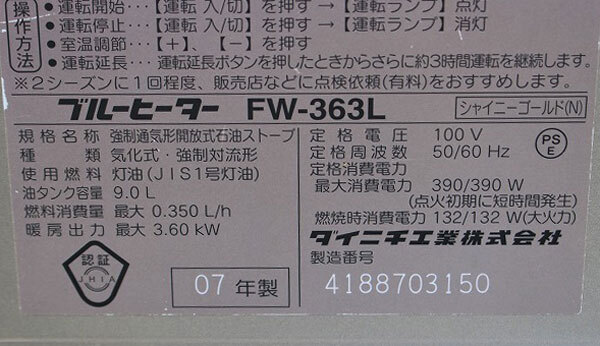 操作方法
●運転開始:…【運転 入/切】を押す→【運転ランプ】点灯
●運転停止:…【運転 入/切】を押す→【運転ランプ】消灯
●室温調節:…【+】、【-】を押す
●運転延長:…運転延長ボタンを押したときからさらに約3時間運転を継続します。
※2シーズンに1回程度、販売店などに点検依頼(有料)をおすすめします。
ブルーヒーター FW-363L シャイニーゴールド(N)
規格名称 強制通気形開放式石油ストーブ
種類 気化式・強制対流形
使用燃料 灯油(JIS1号灯油)
油タンク容量 9.0L
燃料消費量 最大 0.350 L/h
暖房出力 最大 3.60 kW
定格電圧 100 V
定格周波数 50/60 Hz
定格消費電力
最大消費電力 390/390 W
(点火初期に短時間発生)
燃焼時消費電力 132/132 W(大火力)
PS
E
認証
JHIA
07 年製
ダイニチ工業株式会社
製造番号
4188703150